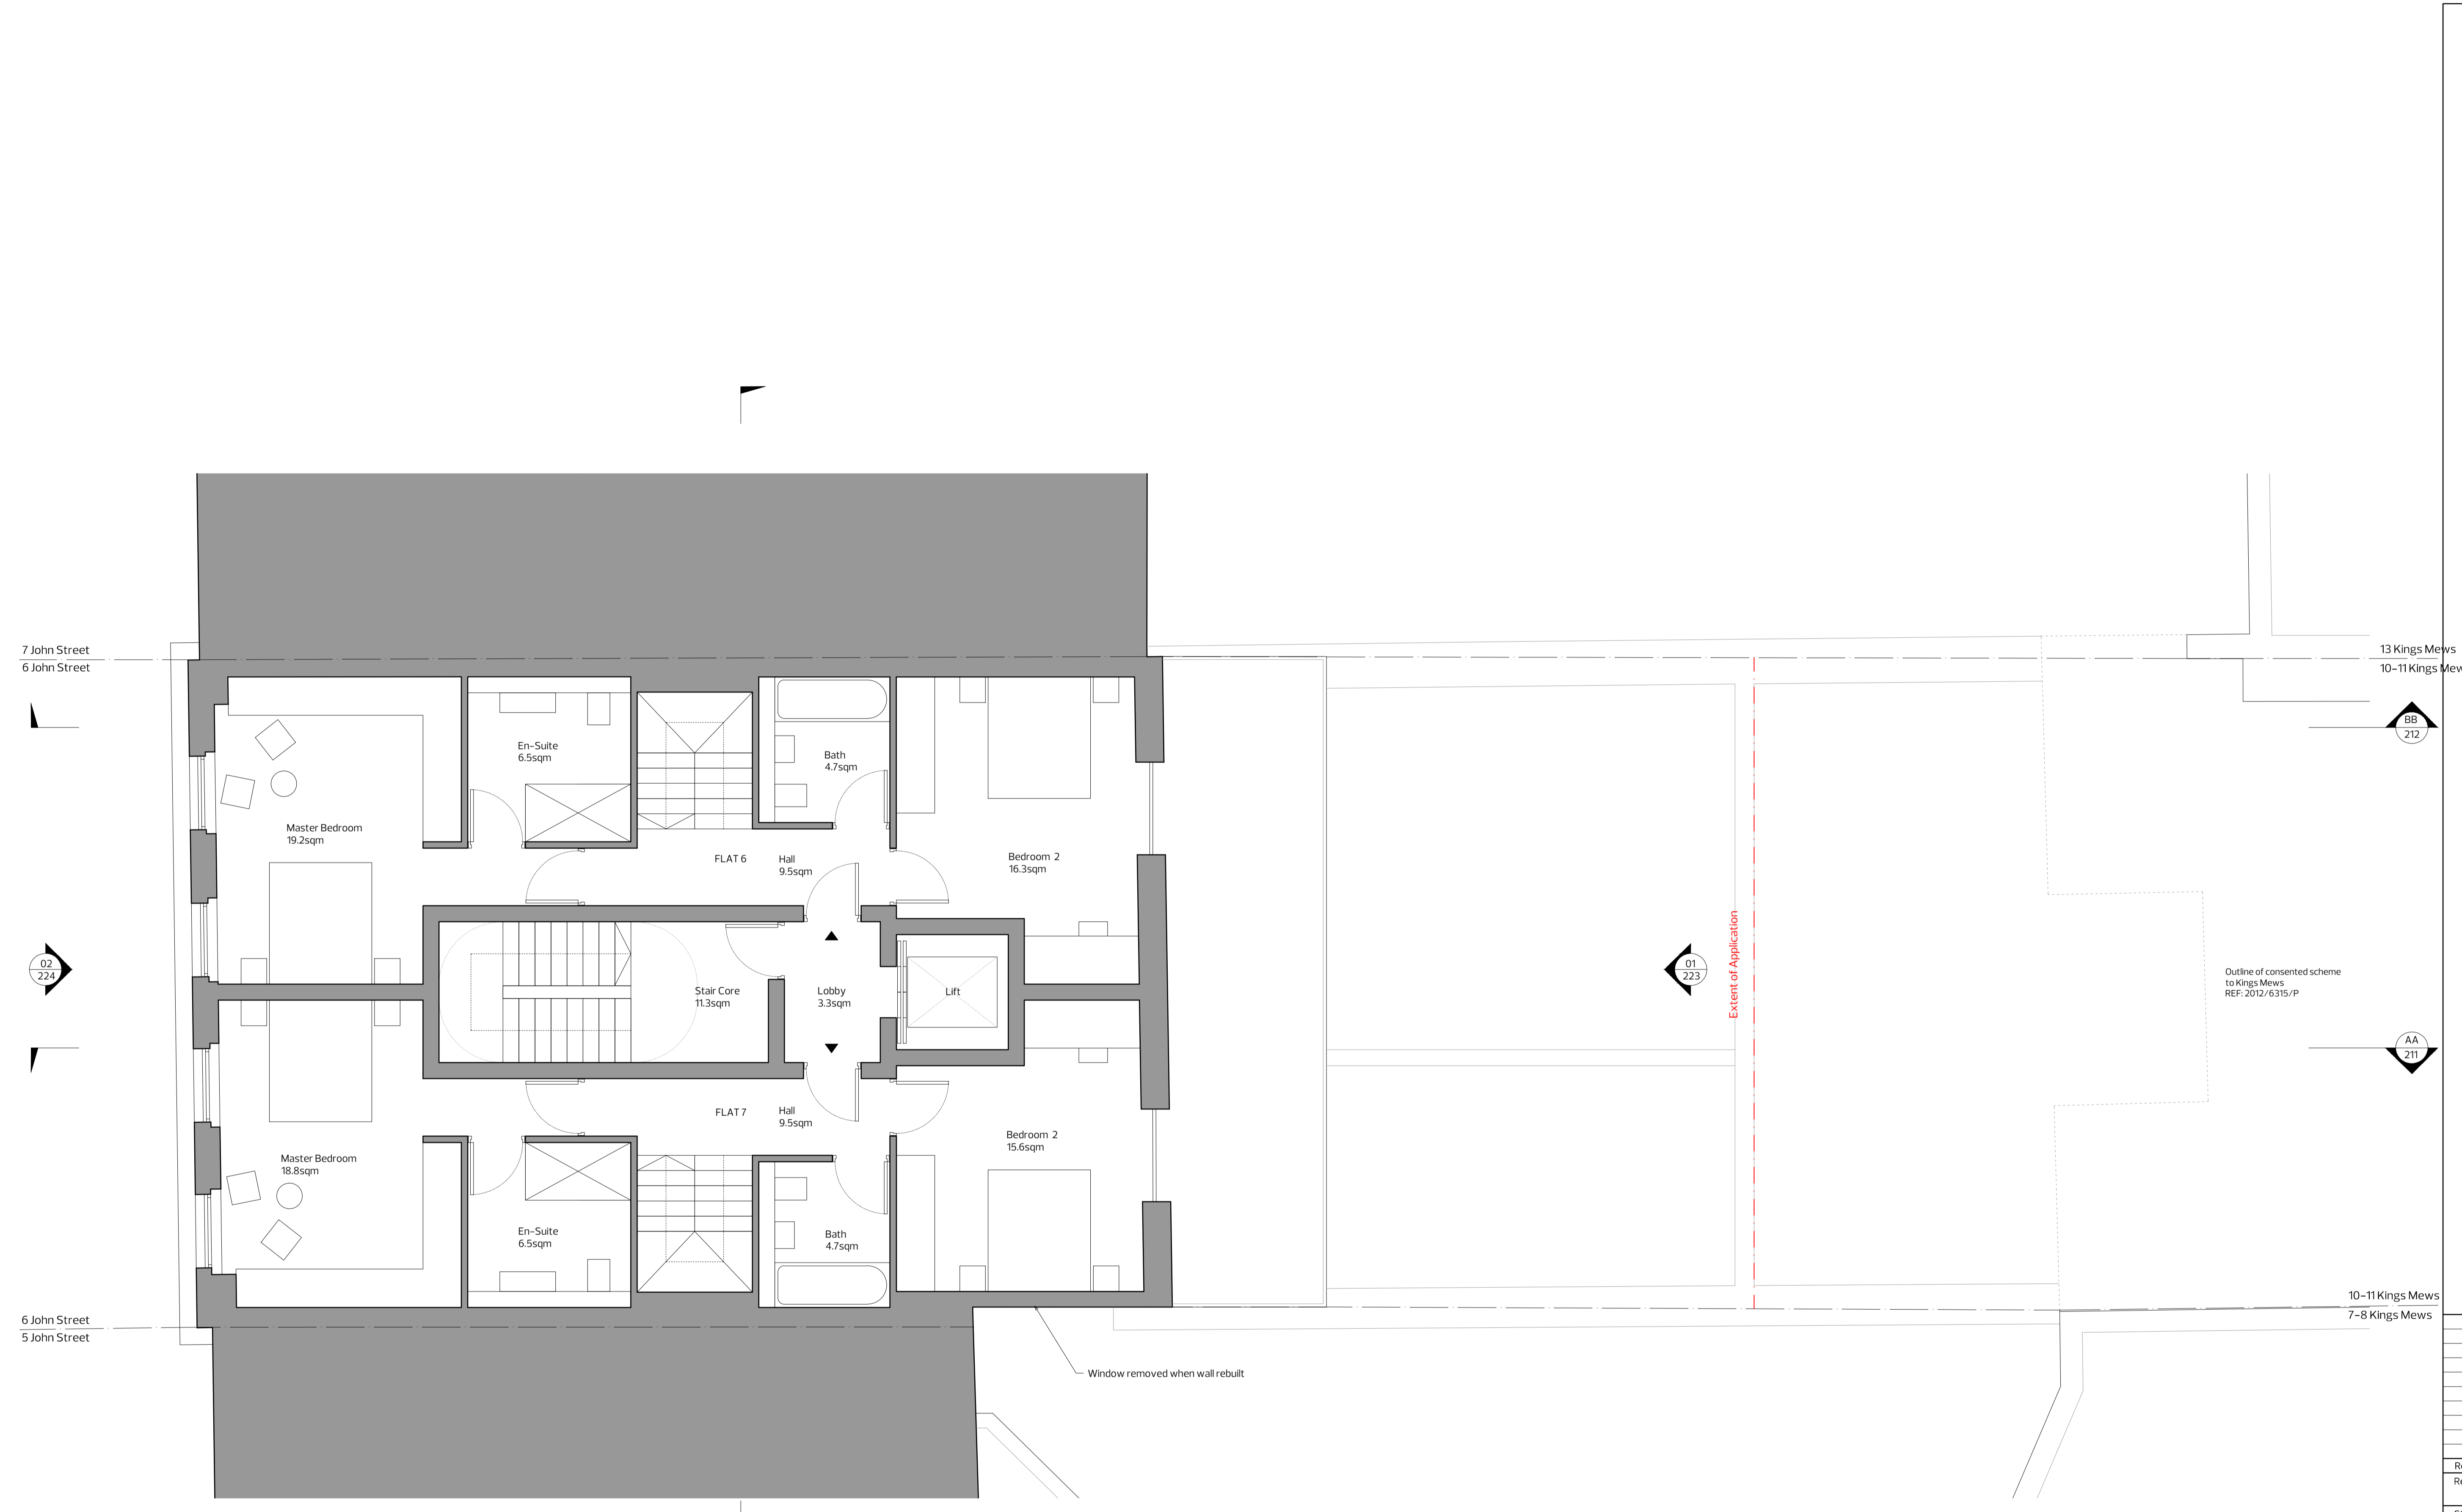 7 John Street
6 John Street
13 Kings Mews
10-11 Kings Mew
BB
212
En-Suite
6.5sqm
Bath
4.7sqm
Master Bedroom
19.2sqm
FLAT 6
Hall
9.5sqm
Bedroom 2
16.3sqm
Extent of Application
02
224
01
223
Stair Core
11.3sqm
Lobby
3.3sqm
Lift
Outline of consented scheme
to Kings Mews
REF: 2012/6315/P
AA
211
FLAT 7
Hall
9.5sqm
Bedroom 2
15.6sqm
Master Bedroom
18.8sqm
En-Suite
6.5sqm
Bath
4.7sqm
10-11 Kings Mews
7-8 Kings Mews
6 John Street
5 John Street
Window removed when wall rebuilt